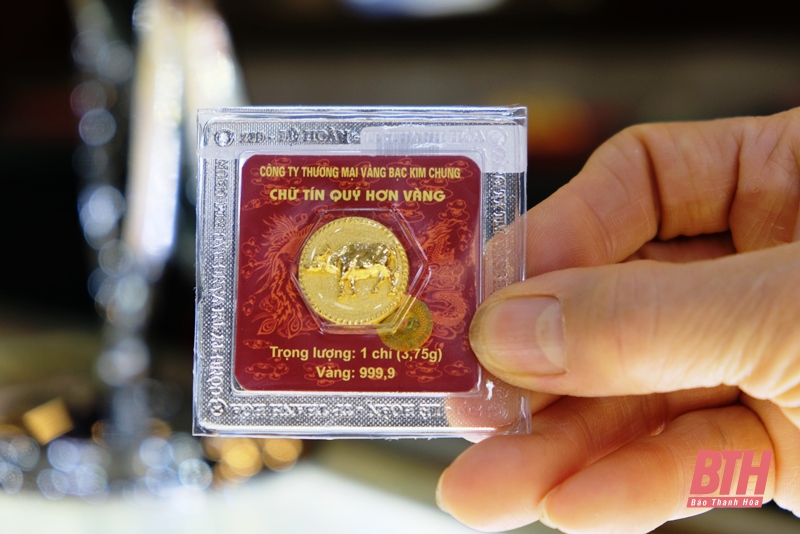 CÔNG TY THƯƠNG MẠI VÀNG BẠC KIM CHUNG
CHỮ TÍN QUÝ HƠN VÀNG
Trọng lượng: 1 chỉ (3,75g)
Vàng: 999,9
BTH
Báo Thanh Hóa